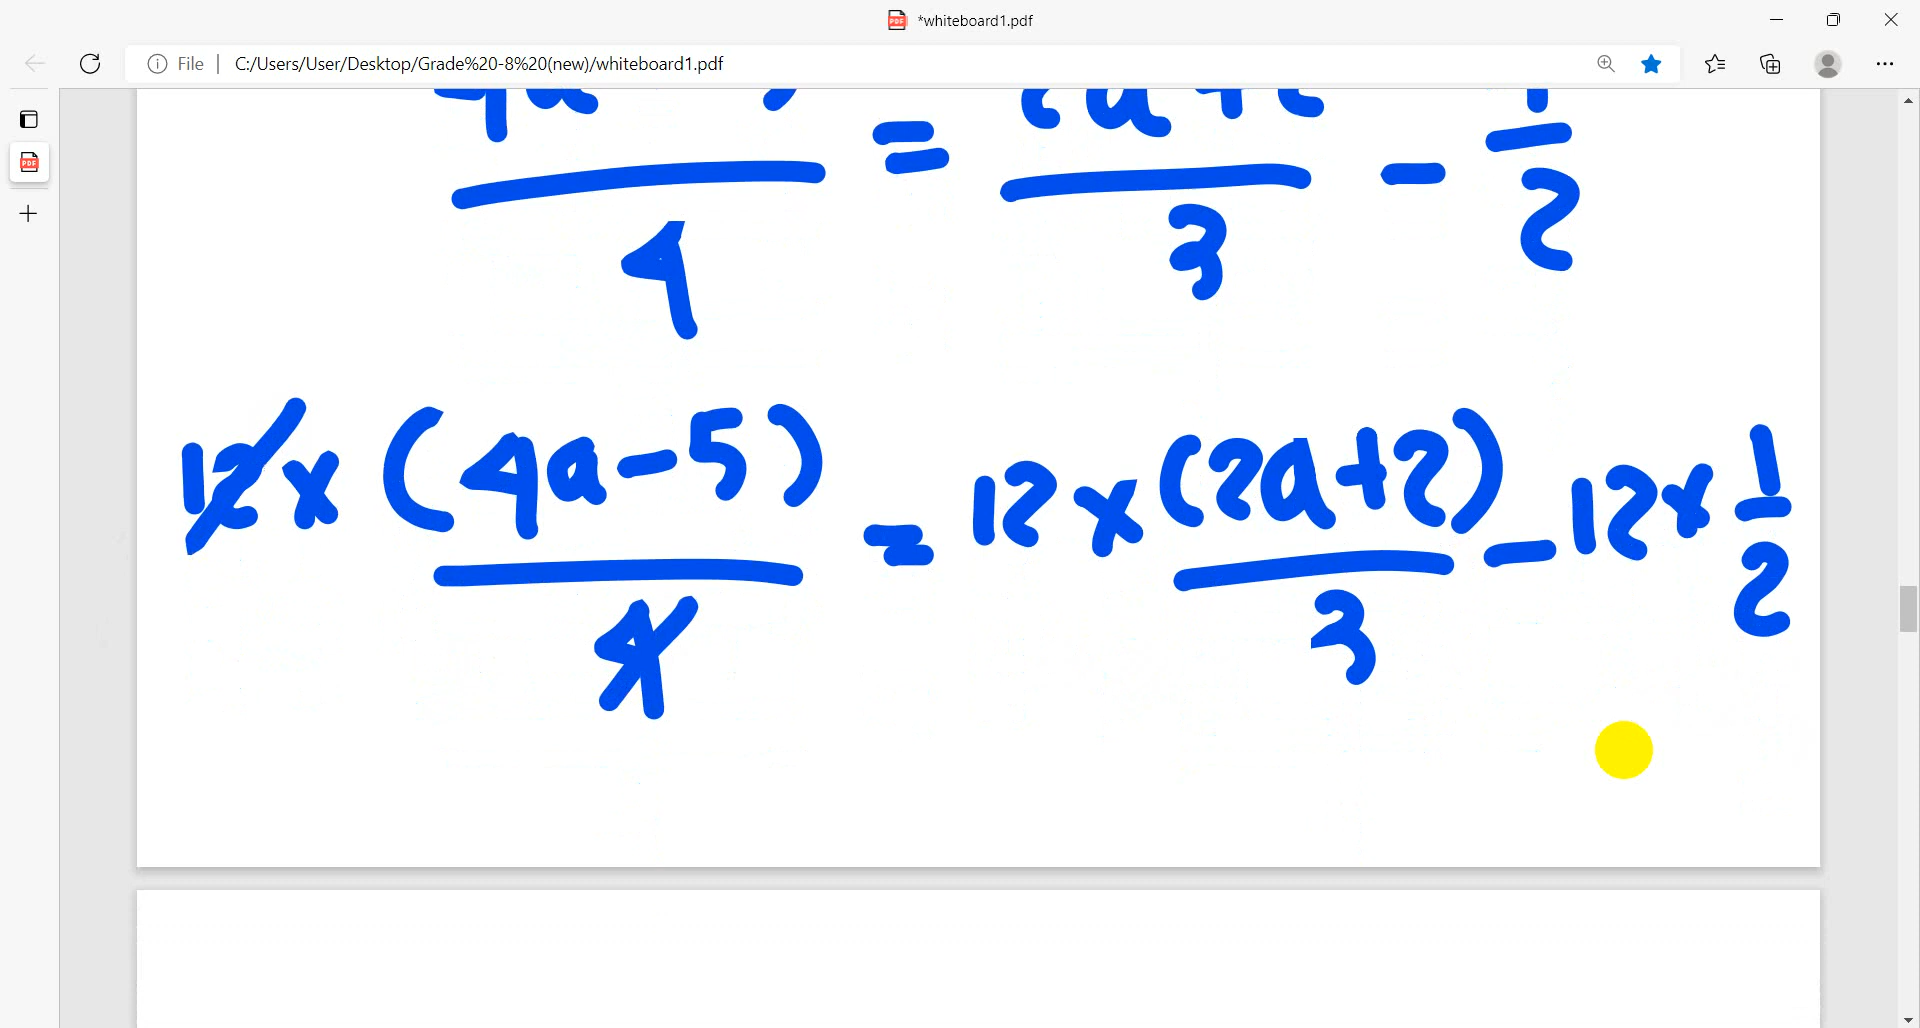 *whiteboard1.pdf
File | C:/Users/User/Desktop/Grade%20-8%20(new)/whiteboard1.pdf
= -
4 3 2
12 x (4a-5) = 12 x (2a+2) - 12 x 1
4 3 2